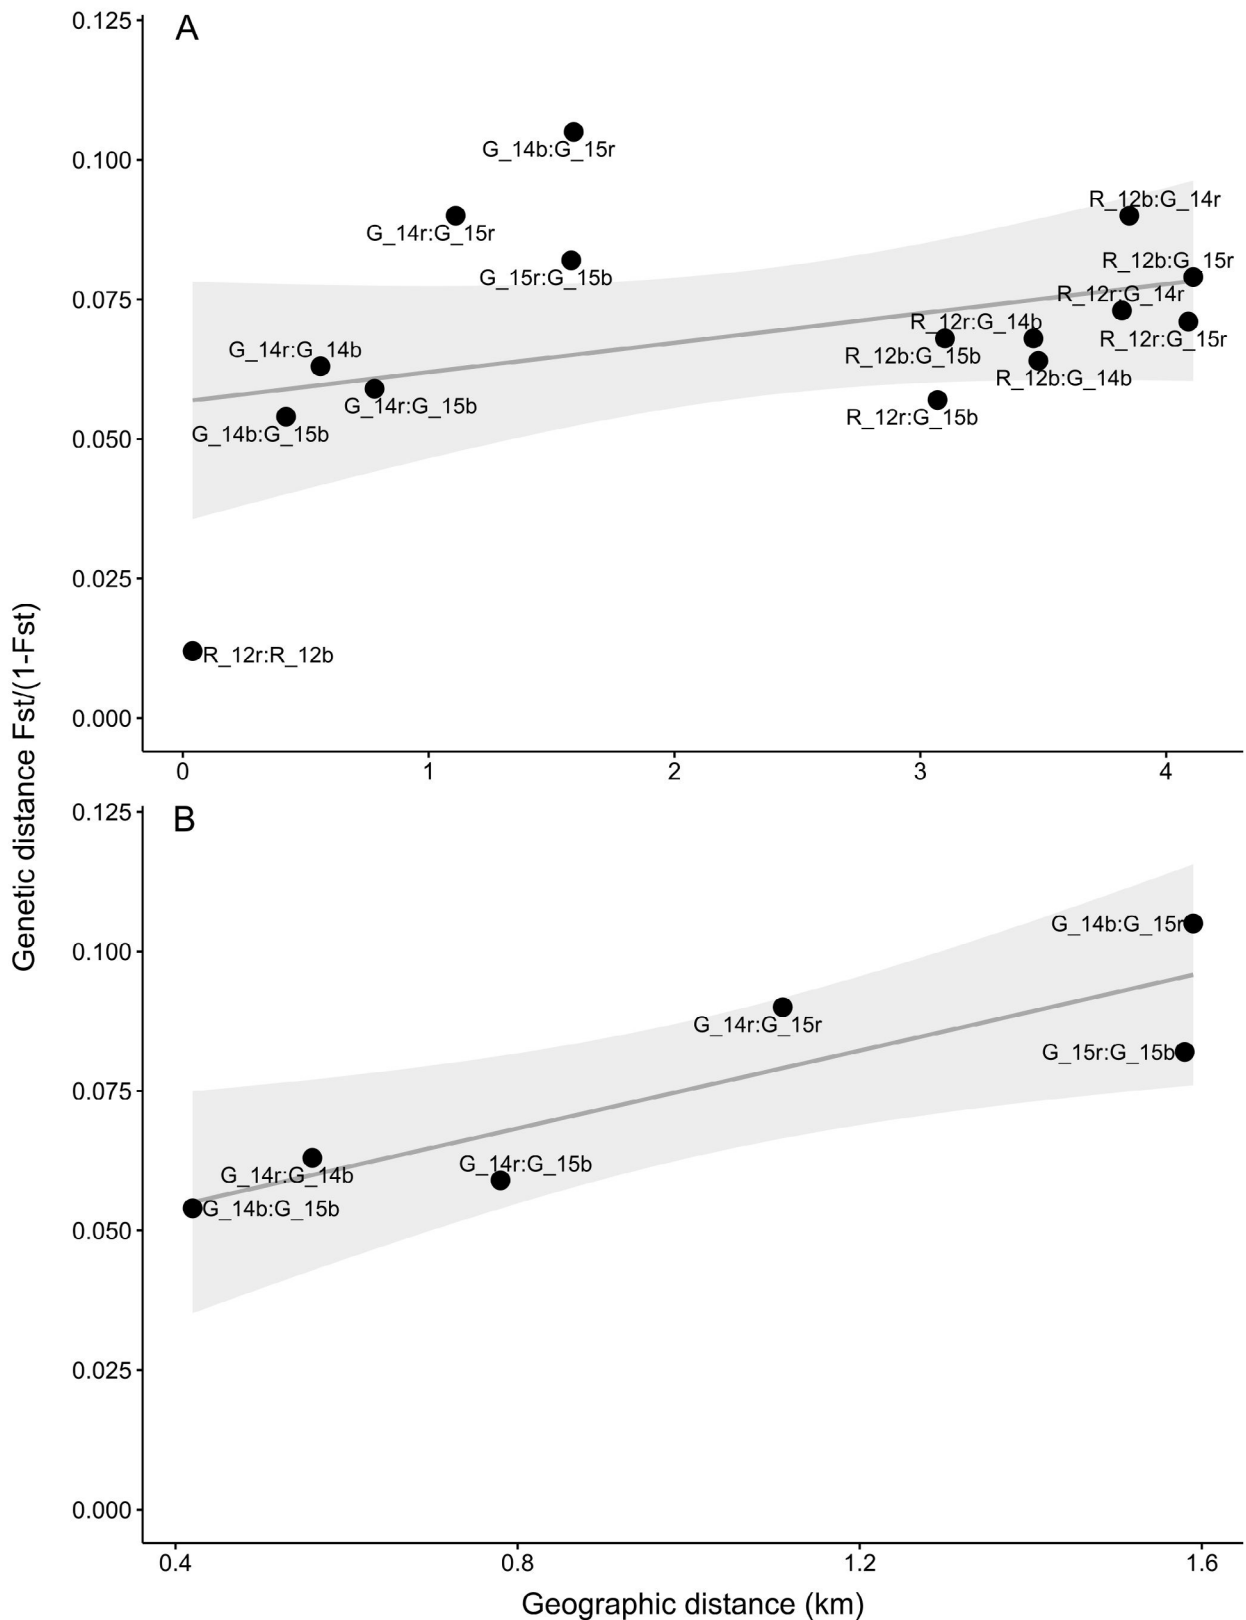 0.125
A
0.100
0.075
0.050
0.025
0.000
G_14b:G_15r
G_14r:G_15r
G_15r:G_15b
G_14r:G_14b
G_14r:G_15b
G_14b:G_15b
R_12r:R_12b
R_12b:G_14r
R_12b:G_15r
R_12r:G_14r
R_12r:G_14b
R_12r:G_15r
R_12b:G_15b
R_12b:G_14b
R_12r:G_15b
0 1 2 3 4
Genetic distance Fst/(1-Fst)
0.125
B
0.100
0.075
0.050
0.025
0.000
G_14b:G_15r
G_14r:G_15r
G_15r:G_15b
G_14r:G_15b
G_14r:G_14b
G_14b:G_15b
0.4 0.8 1.2 1.6
Geographic distance (km)